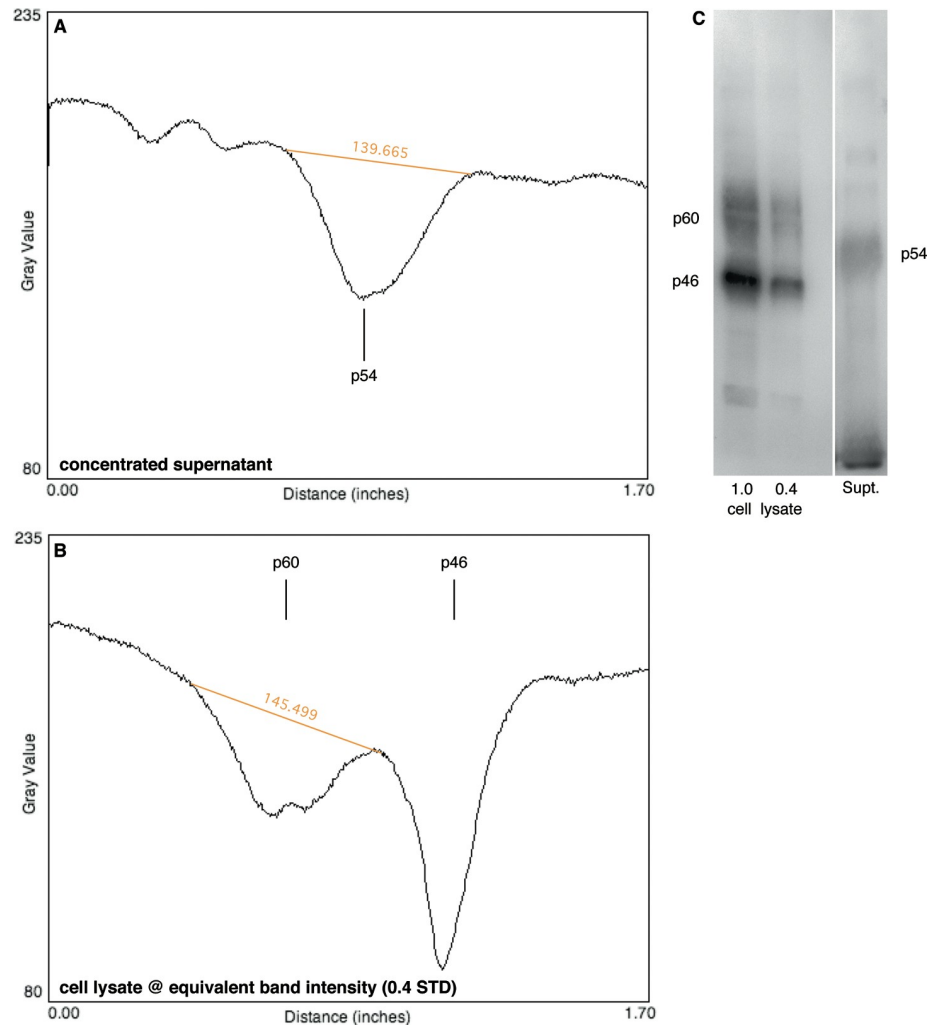 235
A
139.665
Gray Value
p54
80
concentrated supernatant
0.00
Distance (inches)
1.70
C
p60
p46
p54
1.0
0.4
Supt.
cell
lysate
235
B
p60
p46
145.499
Gray Value
80
cell lysate @ equivalent band intensity (0.4 STD)
0.00
Distance (inches)
1.70